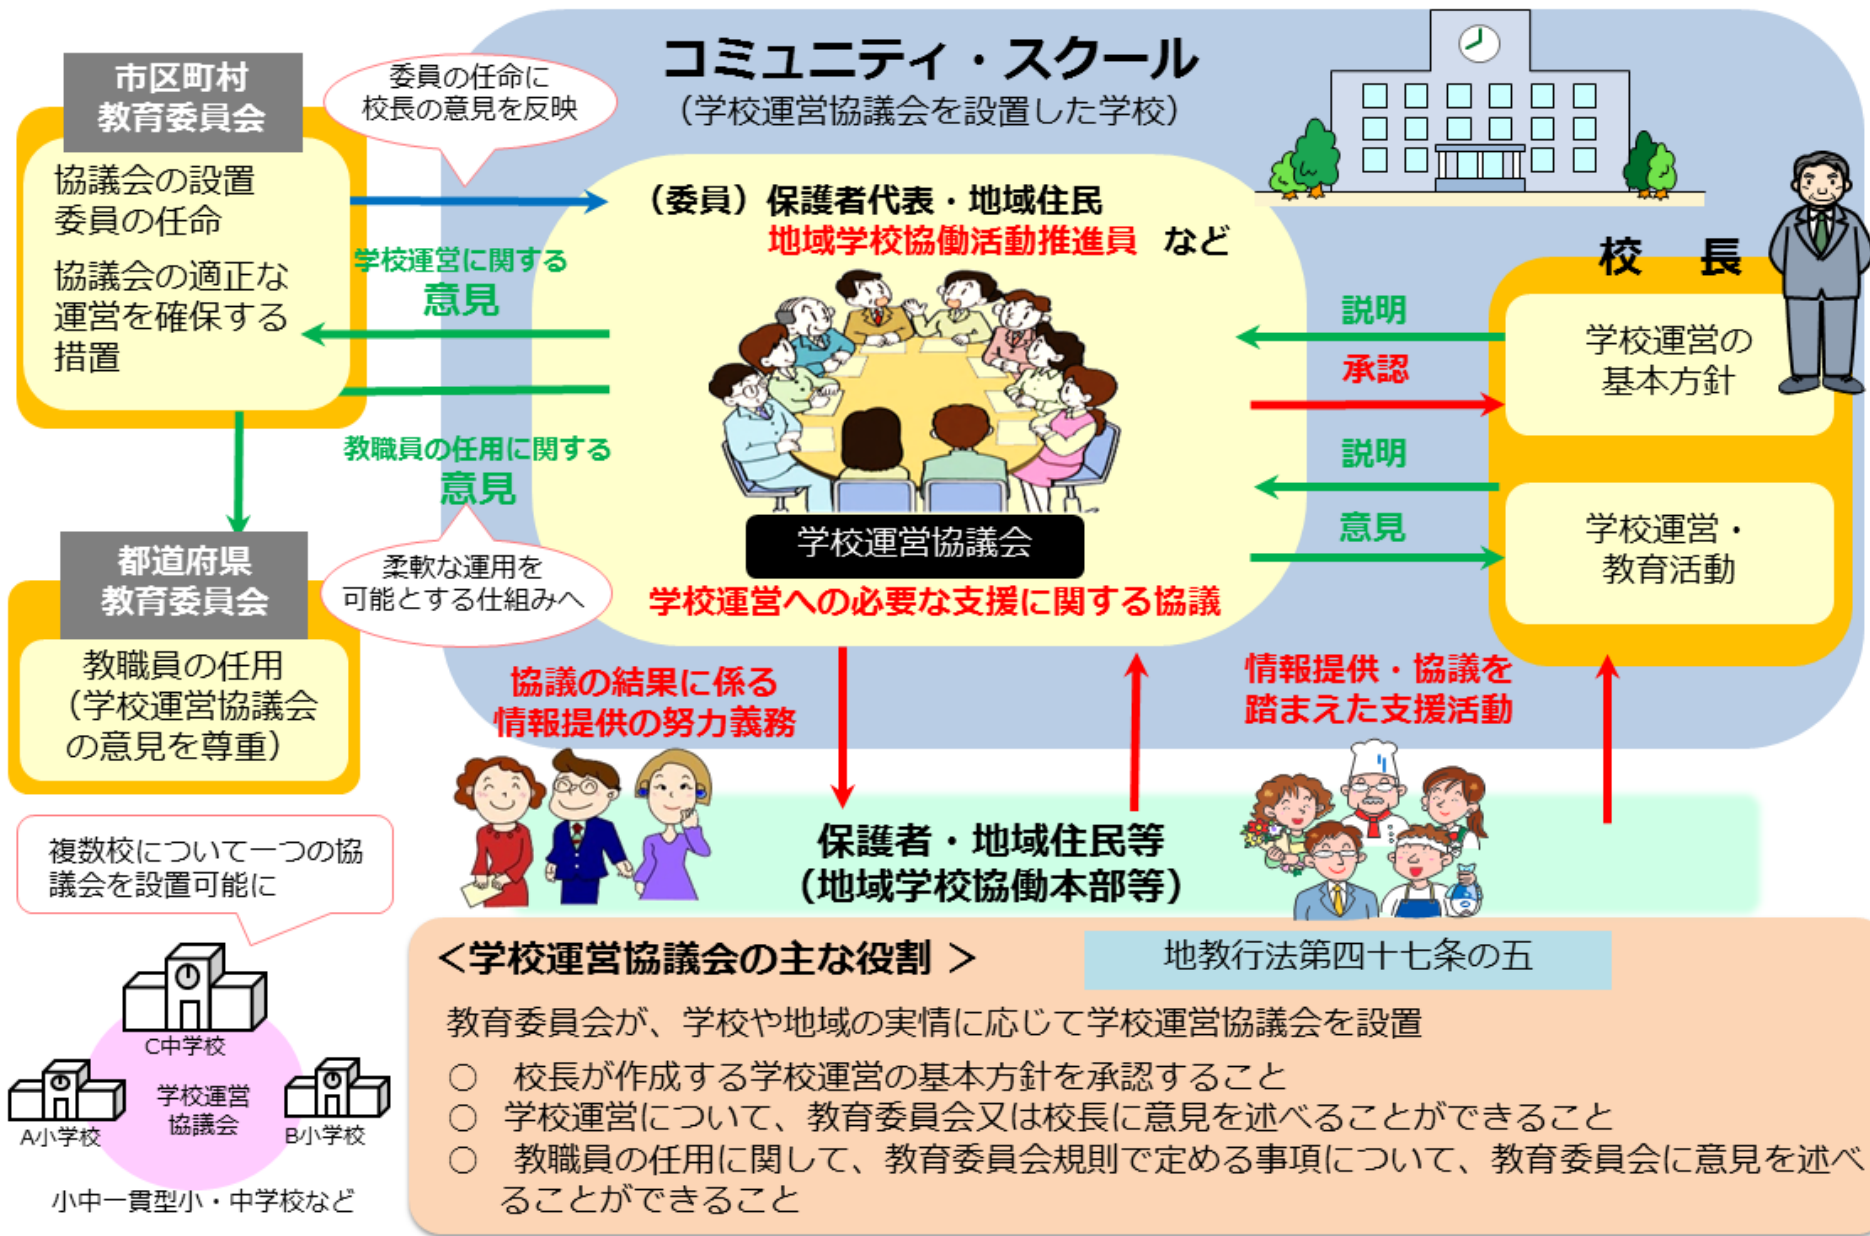 コミュニティ・スクール
（学校運営協議会を設置した学校）
市区町村
教育委員会
協議会の設置
委員の任命
協議会の適正な
運営を確保する
措置
委員の任命に
校長の意見を反映
（委員）保護者代表・地域住民
地域学校協働活動推進員　など
学校運営に関する
意見
教職員の任用に関する
意見
柔軟な運用を
可能とする仕組みへ
都道府県
教育委員会
教職員の任用
（学校運営協議会
の意見を尊重）
学校運営協議会
学校運営への必要な支援に関する協議
校　長
説明
承認
学校運営の
基本方針
説明
意見
学校運営・
教育活動
協議の結果に係る
情報提供の努力義務
情報提供・協議を
踏まえた支援活動
保護者・地域住民等
（地域学校協働本部等）
複数校について一つの協
議会を設置可能に
C中学校
学校運営
協議会
A小学校
B小学校
小中一貫型小・中学校など
＜学校運営協議会の主な役割 ＞
地教行法第四十七条の五
教育委員会が、学校や地域の実情に応じて学校運営協議会を設置
○　校長が作成する学校運営の基本方針を承認すること
○　学校運営について、教育委員会又は校長に意見を述べることができること
○　教職員の任用に関して、教育委員会規則で定める事項について、教育委員会に意見を述べ
ることができること